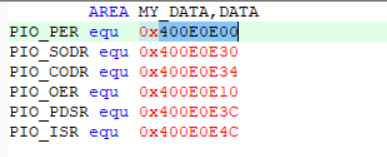 AREA MY_DATA,DATA
PIO_PER equ 0x400E0E00
PIO_SODR equ 0x400E0E30
PIO_CODR equ 0x400E0E34
PIO_OER equ 0x400E0E10
PIO_PDSR equ 0x400E0E3C
PIO_ISR equ 0x400E0E4C